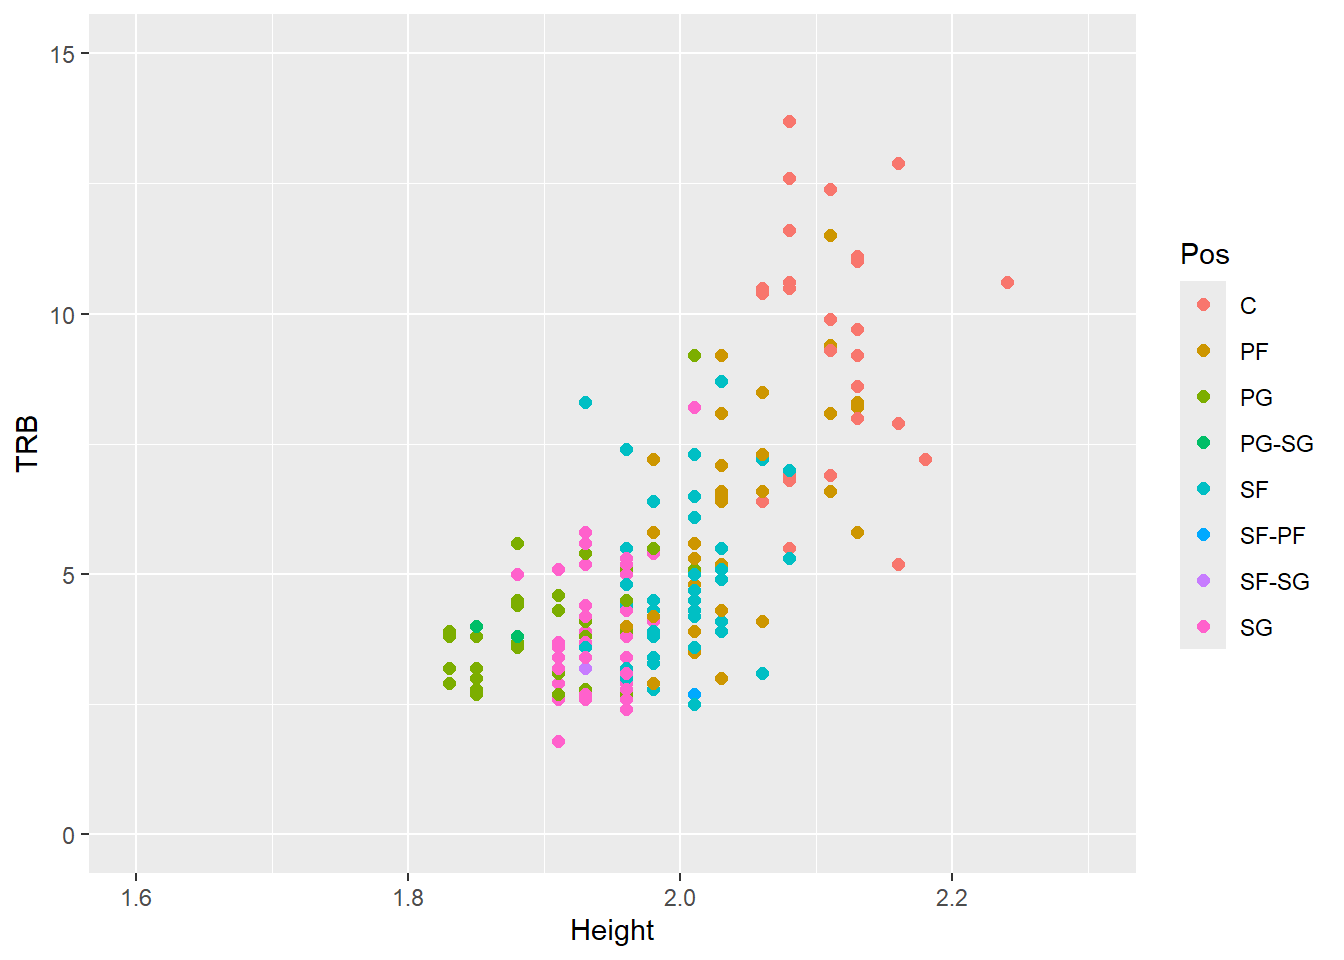 15
10
5
0
TRB
1.6 1.8 2.0 2.2
Height
Pos
C
PF
PG
PG-SG
SF
SF-PF
SF-SG
SG